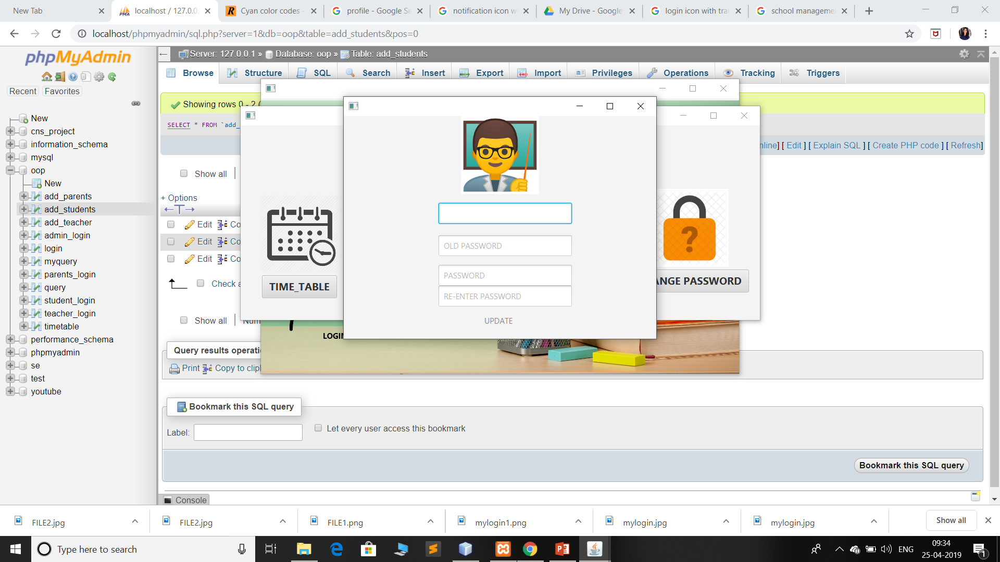 New Tab
localhost / 127.0.0.
Cyan color codes -
profile - Google Se
notification icon w
My Drive - Google
login icon with tra
school manageme
localhost/phpmyadmin/sql.php?server=1&db=oop&table=add_students&pos=0
phpMyAdmin
Recent
Favorites
New
cns_project
information_schema
mysql
oop
New
add_parents
add_students
add_teacher
admin_login
login
myquery
parents_login
query
student_login
teacher_login
timetable
performance_schema
phpmyadmin
se
test
youtube
Server: 127.0.0.1 » Database: oop » Table: add_students
Browse
Structure
SQL
Search
Insert
Export
Import
Privileges
Operations
Tracking
Triggers
Showing rows 0 - 2 (
SELECT * FROM `add_
nline] [ Edit ] [ Explain SQL ] [ Create PHP code ] [ Refresh]
Show all
+ Options
Edit Co
Edit Co
Edit Co
Check a
Show all
Num
OLD PASSWORD
PASSWORD
RE-ENTER PASSWORD
UPDATE
TIME_TABLE
ANGE PASSWORD
LOGIN
Query results operati
Print Copy to clip
Bookmark this SQL query
Label:
Let every user access this bookmark
Bookmark this SQL query
Console
FILE2.jpg
FILE2.jpg
FILE1.png
mylogin1.png
mylogin.jpg
mylogin.jpg
Show all
Type here to search
ENG
09:34
25-04-2019
1